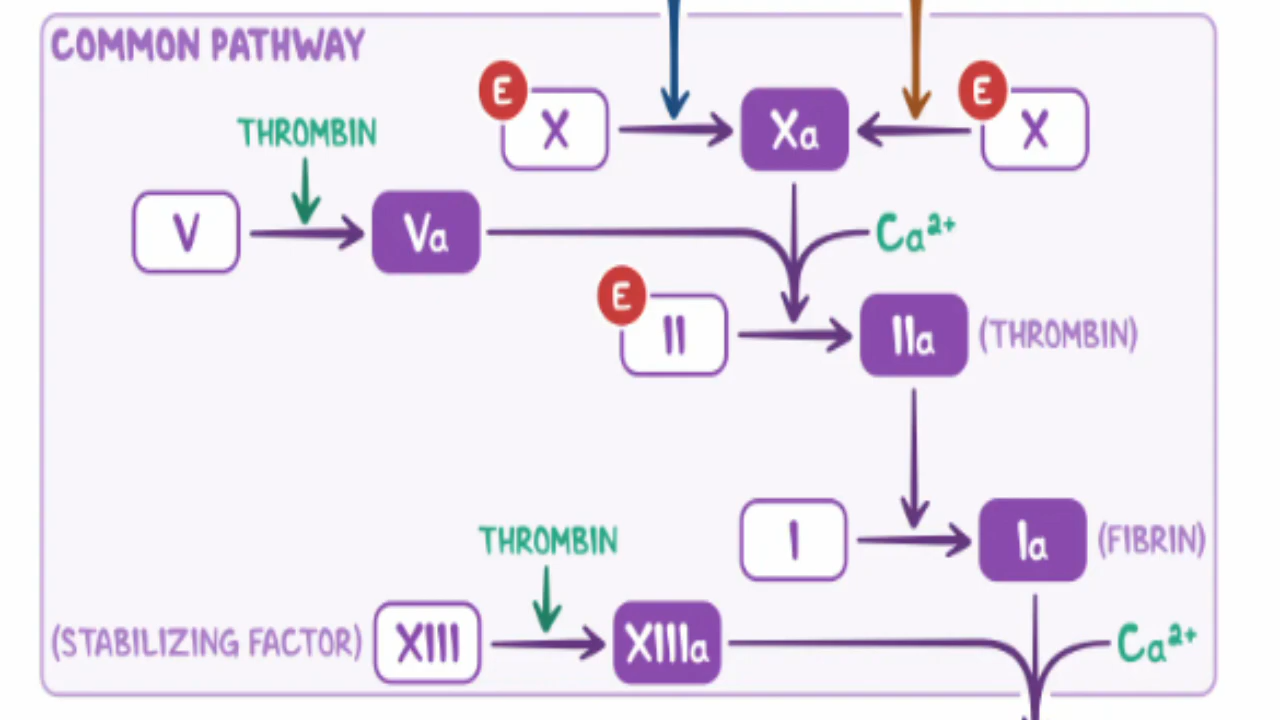 COMMON PATHWAY
E
X
Xa
E
X
THROMBIN
V
Va
Ca²⁺
E
II
IIa
(THROMBIN)
I
Ia
(FIBRIN)
THROMBIN
(STABILIZING FACTOR)
XIII
XIIIa
Ca²⁺